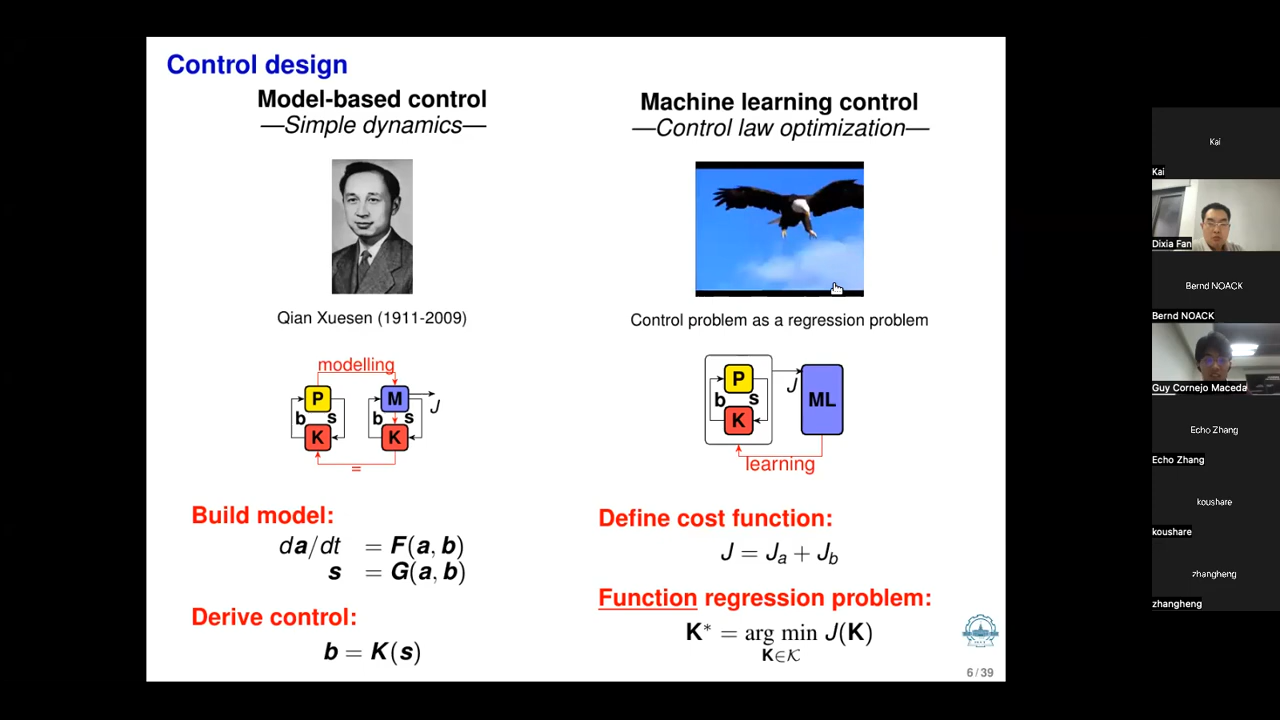 Control design
Model-based control
—Simple dynamics—
Qian Xuesen (1911-2009)
modelling
P
M
J
b
s
b
s
K
K
=
Build model:
da/dt = F(a, b)
s = G(a, b)
Derive control:
b = K(s)
Machine learning control
—Control law optimization—
Control problem as a regression problem
P
J
b
s
ML
K
learning
Define cost function:
J = Ja + Jb
Function regression problem:
K* = arg min J(K)
K∈𝒦
6 / 39
Kai
Kai
Dixia Fan
Bernd NOACK
Bernd NOACK
Guy Cornejo Maceda
Echo Zhang
Echo Zhang
koushare
koushare
zhangheng
zhangheng